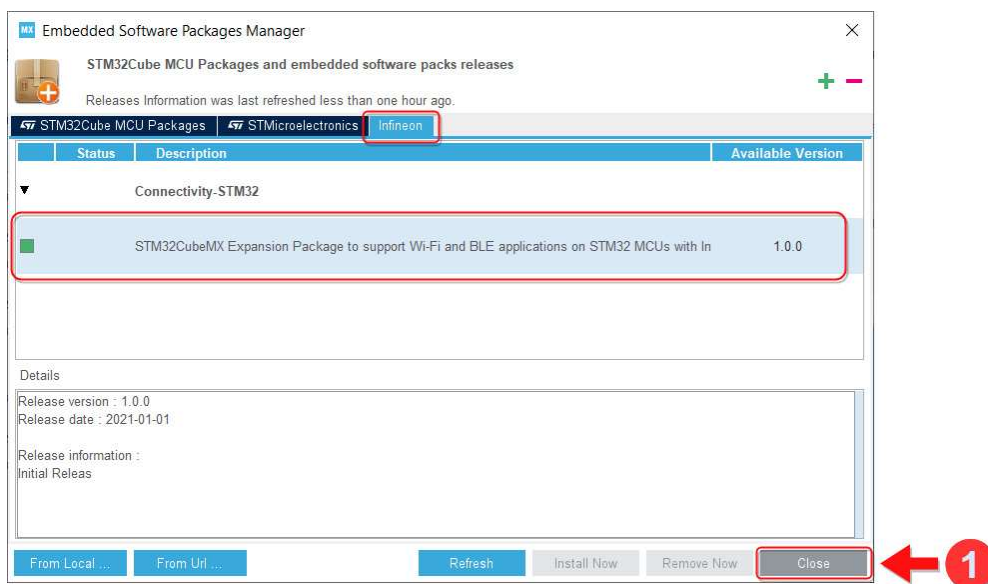 MX Embedded Software Packages Manager
STM32Cube MCU Packages and embedded software packs releases
Releases Information was last refreshed less than one hour ago.
STM32Cube MCU Packages STMicroelectronics Infineon
Status Description Available Version
Connectivity-STM32
STM32CubeMX Expansion Package to support Wi-Fi and BLE applications on STM32 MCUs with In 1.0.0
Details
Release version : 1.0.0
Release date : 2021-01-01
Release information :
Initial Releas
From Local ... From Url ... Refresh Install Now Remove Now Close 1